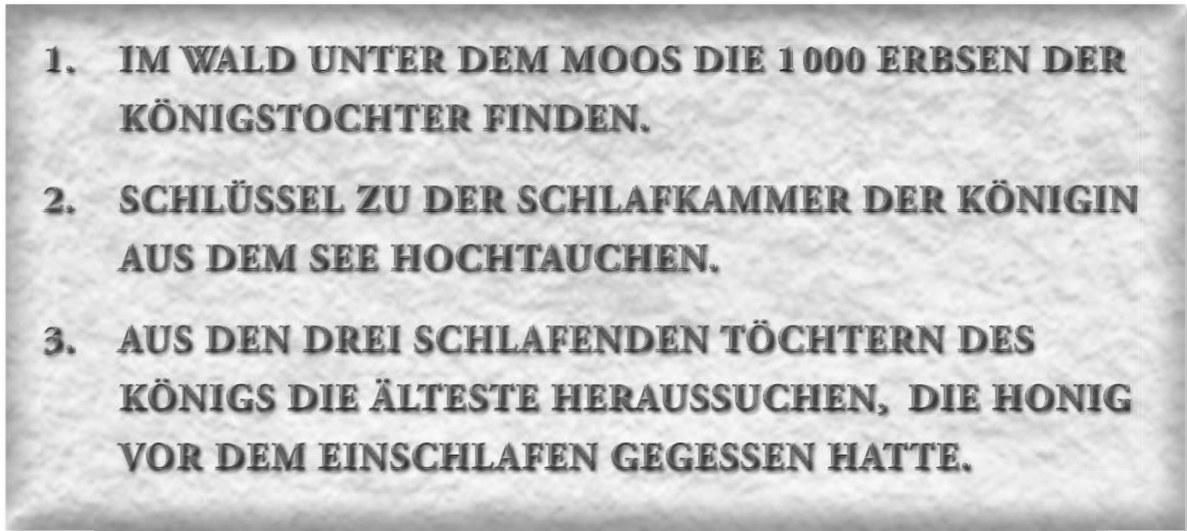 1. IM WALD UNTER DEM MOOS DIE 1 000 ERBSEN DER
KÖNIGSTOCHTER FINDEN.
2. SCHLÜSSEL ZU DER SCHLAFKAMMER DER KÖNIGIN
AUS DEM SEE HOCHTAUCHEN.
3. AUS DEN DREI SCHLAFENDEN TÖCHTERN DES
KÖNIGS DIE ÄLTESTE HERAUSSUCHEN, DIE HONIG
VOR DEM EINSCHLAFEN GEGESSEN HATTE.